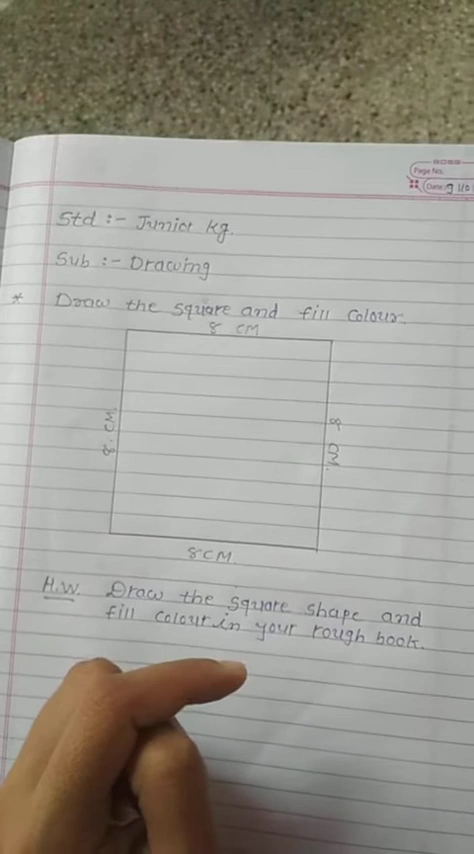 Page No.
Date: 9 110
Std :- Junior kg.
Sub :- Drawing
* Draw the square and fill Colour.
8 CM
8. CM.
8 CM.
8 CM.
H.W. Draw the square shape and
fill colour in your rough book.